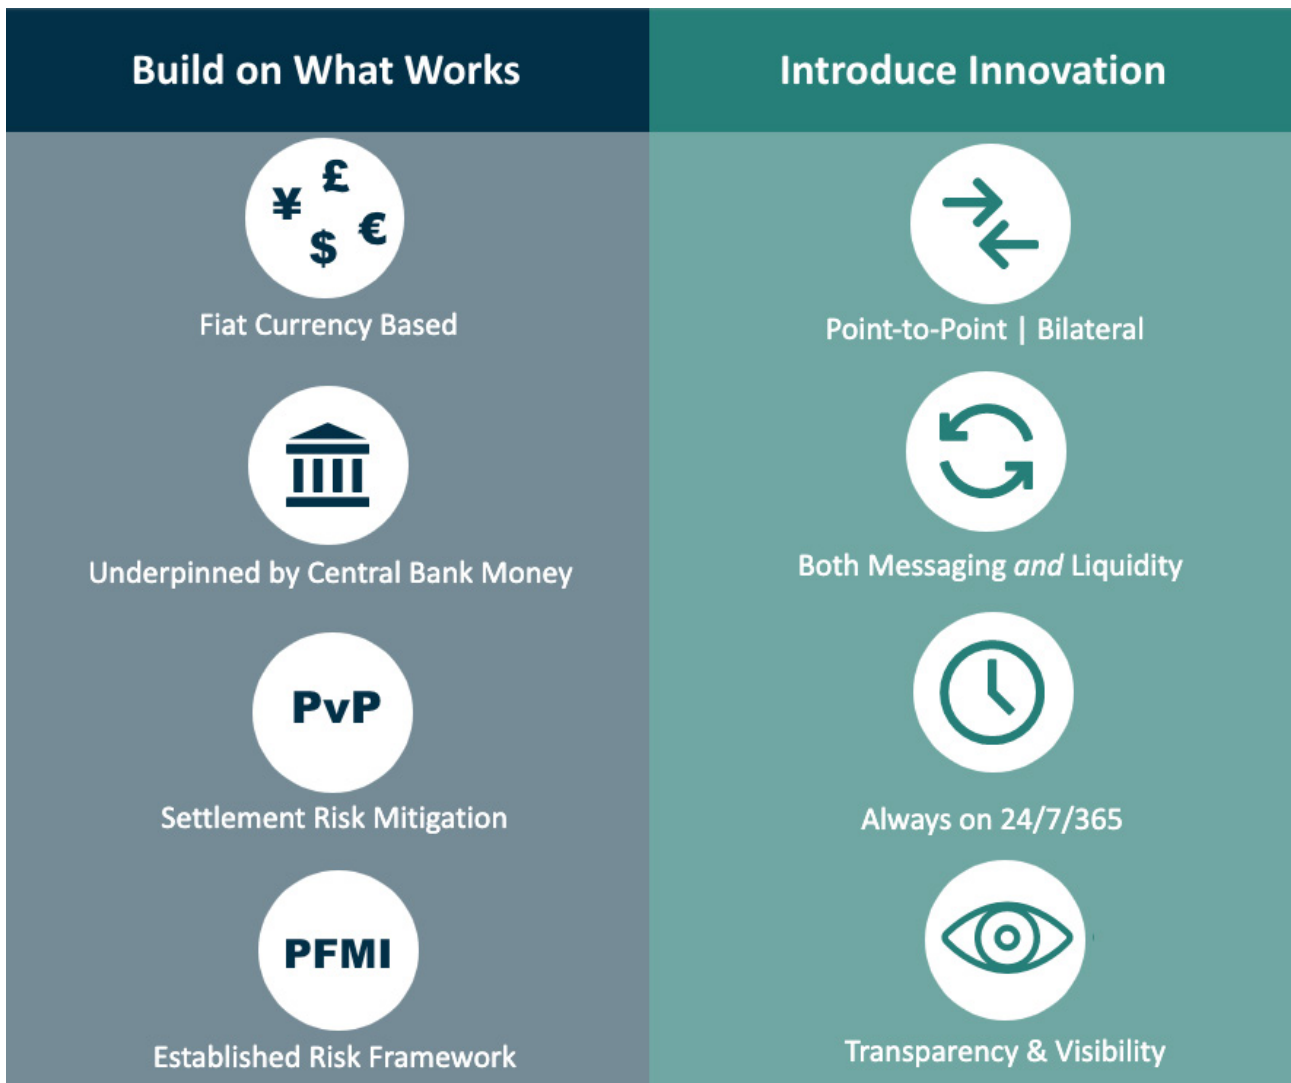 Build on What Works
¥ £
$ €
Fiat Currency Based
Underpinned by Central Bank Money
PvP
Settlement Risk Mitigation
PFMI
Established Risk Framework
Introduce Innovation
Point-to-Point | Bilateral
Both Messaging and Liquidity
Always on 24/7/365
Transparency & Visibility